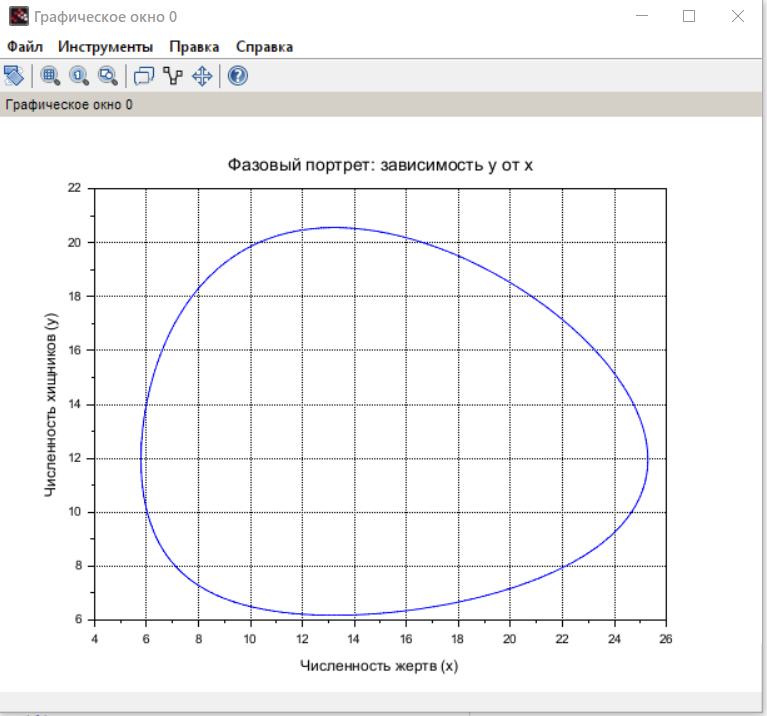 Графическое окно 0
Файл Инструменты Правка Справка
Графическое окно 0
Фазовый портрет: зависимость y от x
22
20
18
16
14
12
10
8
6
Численность хищников (y)
4 6 8 10 12 14 16 18 20 22 24 26
Численность жертв (x)